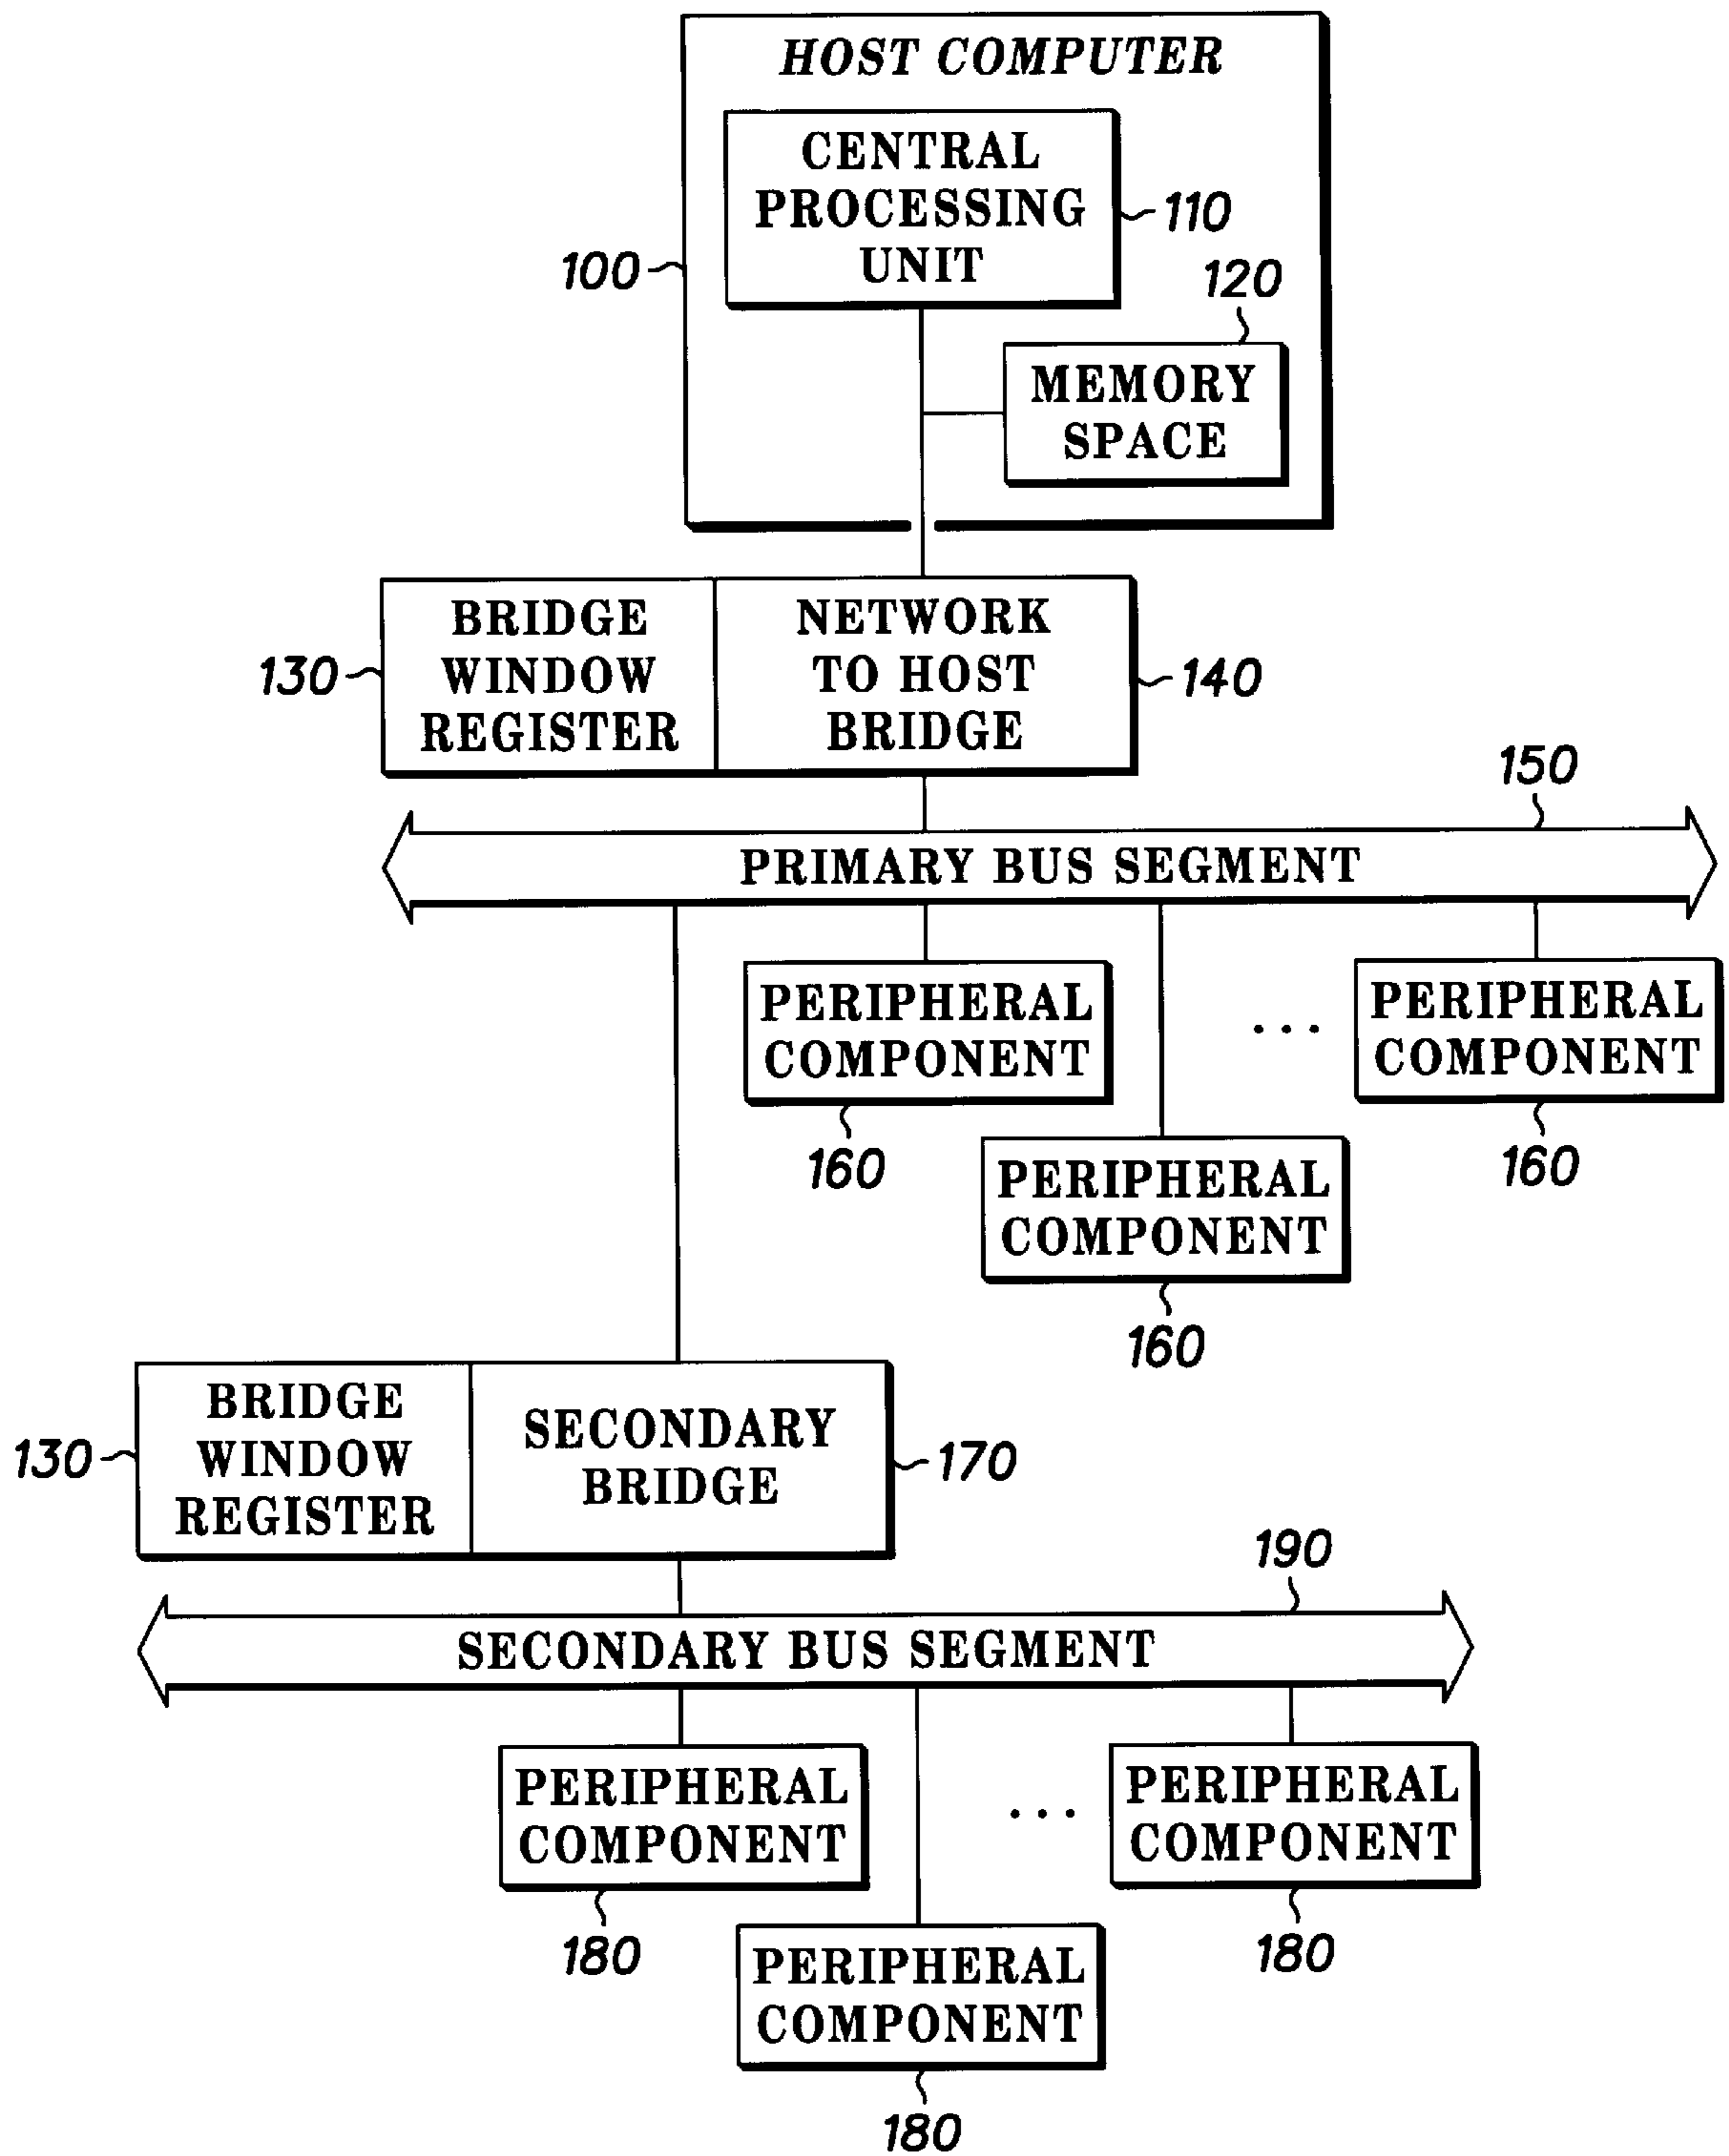 HOST COMPUTER
CENTRAL
PROCESSING
UNIT
110
100
120
MEMORY
SPACE
BRIDGE
WINDOW
REGISTER
130
NETWORK
TO HOST
BRIDGE
140
150
PRIMARY BUS SEGMENT
PERIPHERAL
COMPONENT
160
PERIPHERAL
COMPONENT
160
...
PERIPHERAL
COMPONENT
160
BRIDGE
WINDOW
REGISTER
130
SECONDARY
BRIDGE
170
190
SECONDARY BUS SEGMENT
PERIPHERAL
COMPONENT
180
PERIPHERAL
COMPONENT
180
...
PERIPHERAL
COMPONENT
180